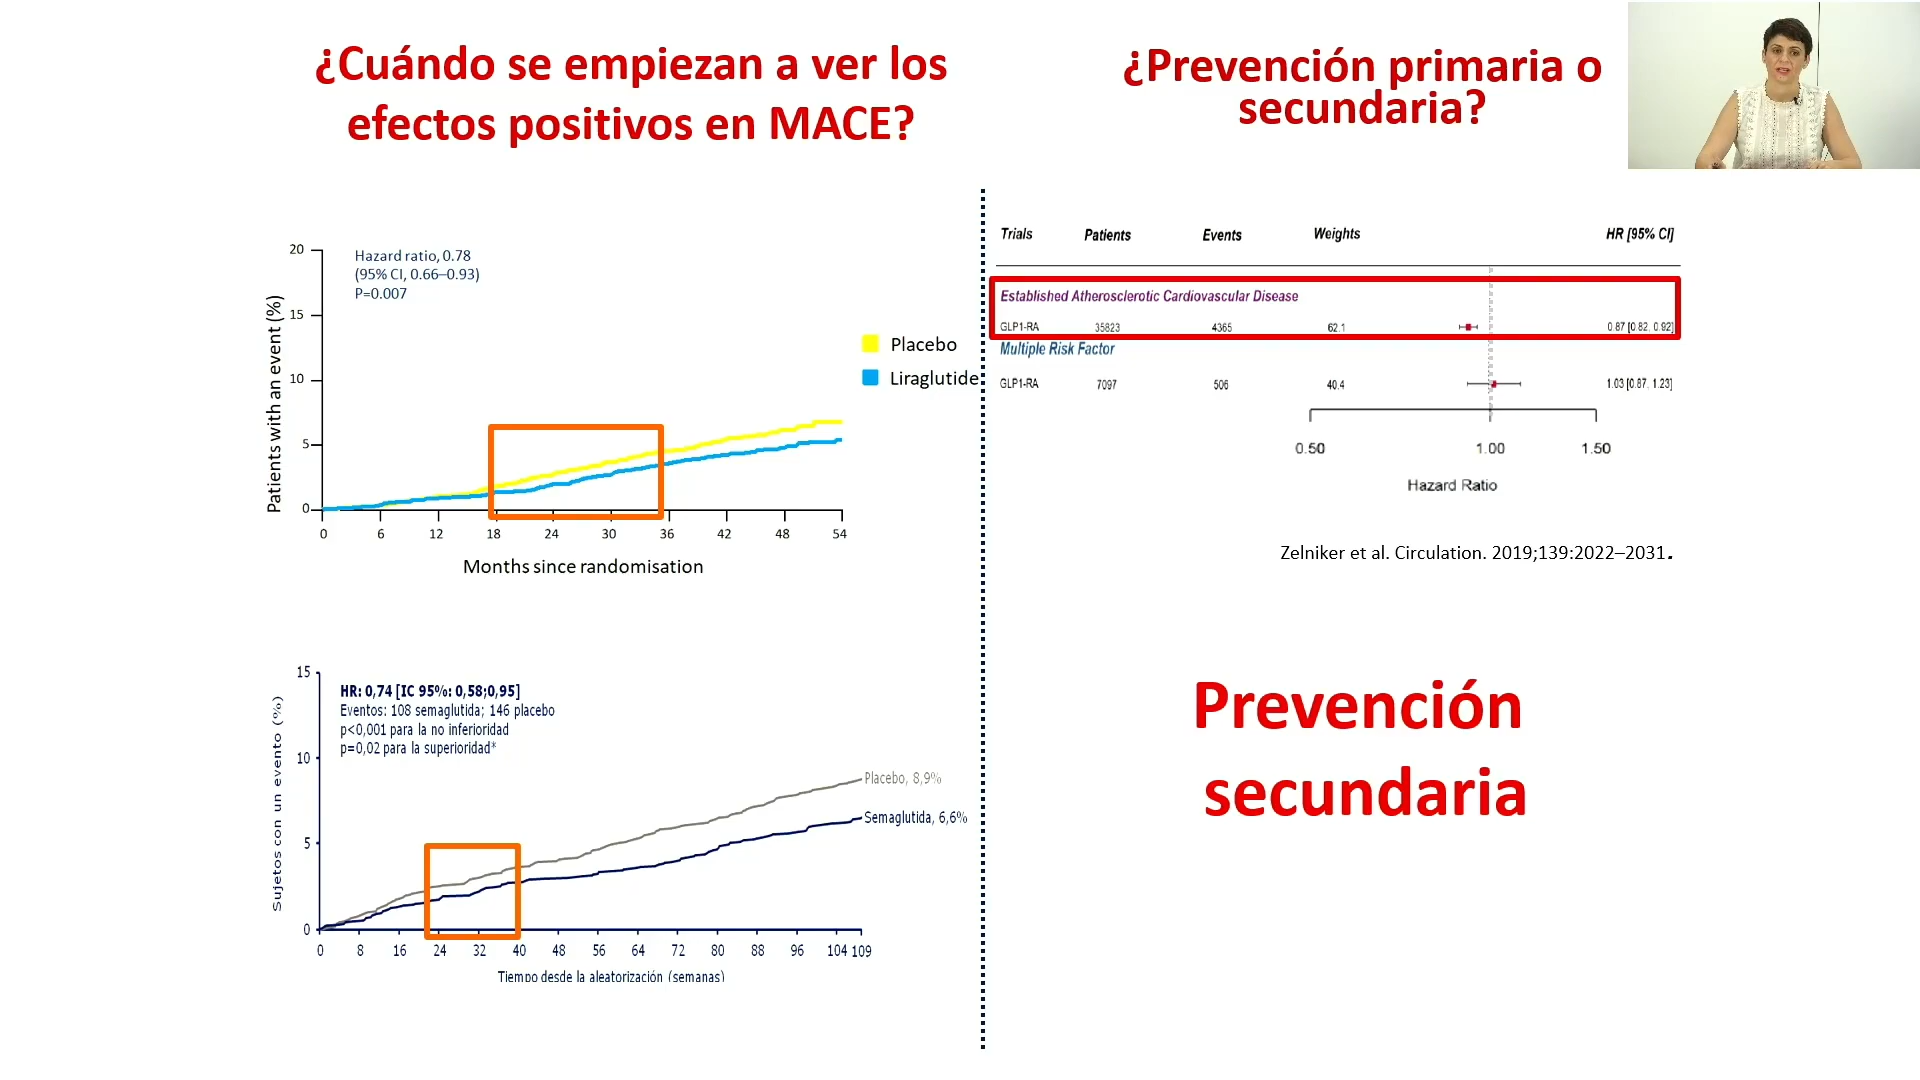 ¿Cuándo se empiezan a ver los
efectos positivos en MACE?
20
15
10
5
0
Patients with an event (%)
Hazard ratio, 0.78
(95% CI, 0.66–0.93)
P=0.007
Placebo
Liraglutide
0 6 12 18 24 30 36 42 48 54
Months since randomisation
15
10
5
0
Sujetos con un evento (%)
HR: 0,74 [IC 95%: 0,58;0,95]
Eventos: 108 semaglutida; 146 placebo
p<0,001 para la no inferioridad
p=0,02 para la superioridad*
Placebo, 8,9%
Semaglutida, 6,6%
0 8 16 24 32 40 48 56 64 72 80 88 96 104 109
Tiempo desde la aleatorización (semanas)
¿Prevención primaria o
secundaria?
Trials Patients Events Weights HR [95% CI]
Established Atherosclerotic Cardiovascular Disease
GLP1-RA 35823 4365 62.1 0.87 [0.82, 0.92]
Multiple Risk Factor
GLP1-RA 7097 506 40.4 1.03 [0.87, 1.23]
0.50 1.00 1.50
Hazard Ratio
Zelniker et al. Circulation. 2019;139:2022–2031.
Prevención
secundaria